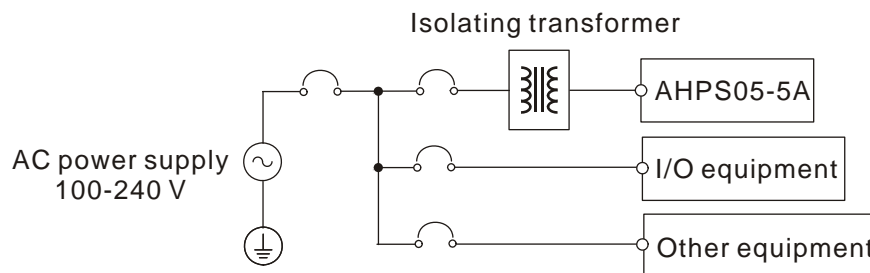 Isolating transformer
AHPS05-5A
AC power supply
100-240 V
I/O equipment
Other equipment